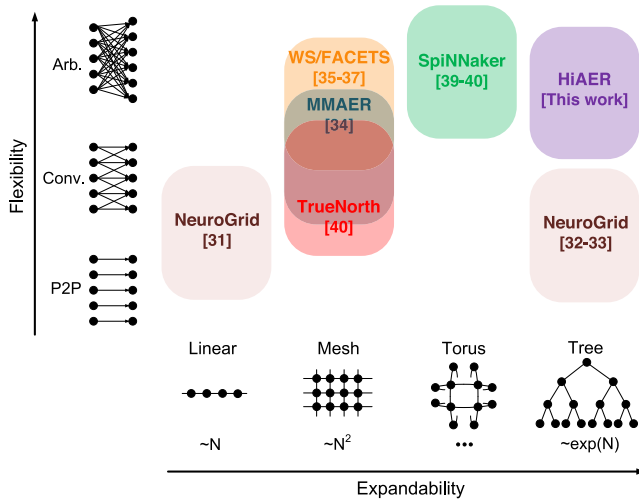 Flexibility
Arb.
Conv.
P2P
WS/FACETS
[35-37]
MMAER
[34]
TrueNorth
[40]
SpiNNaker
[39-40]
HiAER
[This work]
NeuroGrid
[31]
NeuroGrid
[32-33]
Linear
Mesh
Torus
Tree
~N
~N²
•••
~exp(N)
Expandability